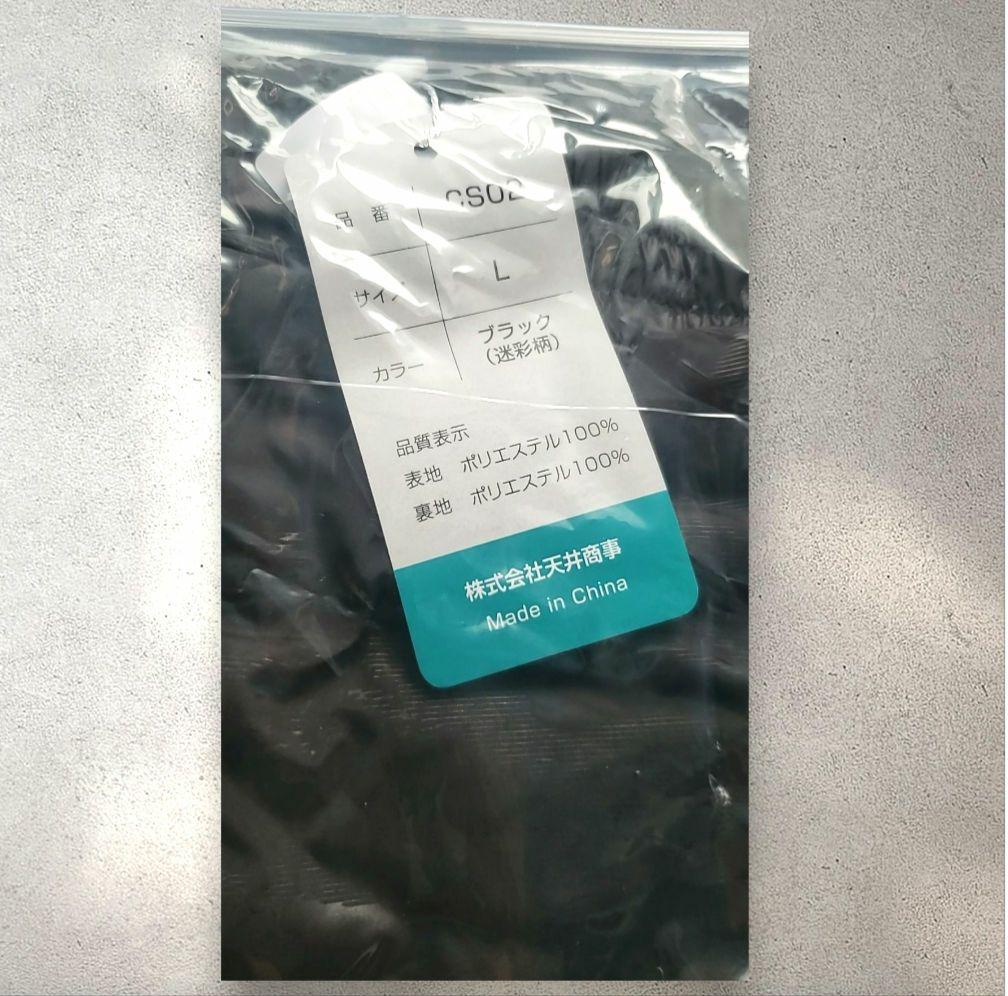 品番 CS02
サイズ L
カラー ブラック
(迷彩柄)
品質表示
表地 ポリエステル100%
裏地 ポリエステル100%
株式会社天井商事
Made in China